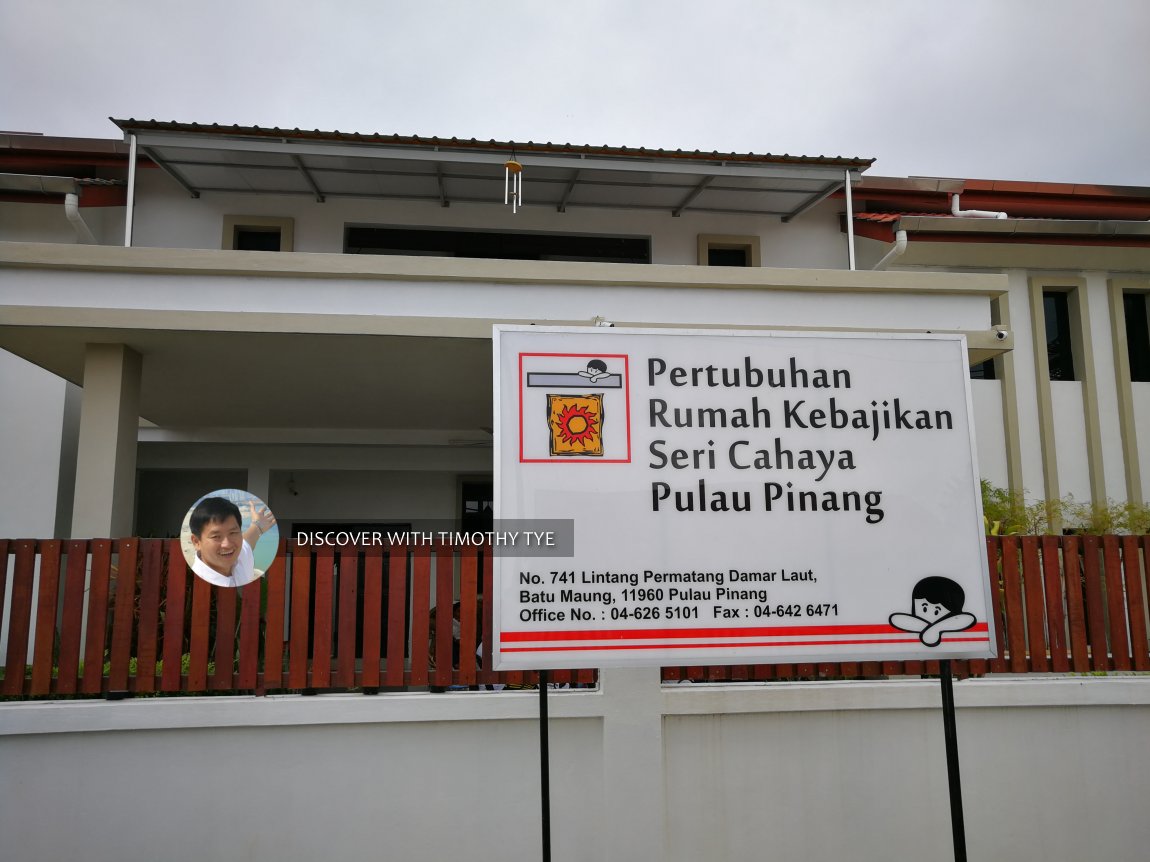 Pertubuhan
Rumah Kebajikan
Seri Cahaya
Pulau Pinang
DISCOVER WITH TIMOTHY TYE
No. 741 Lintang Permatang Damar Laut,
Batu Maung, 11960 Pulau Pinang
Office No. : 04-626 5101 Fax : 04-642 6471